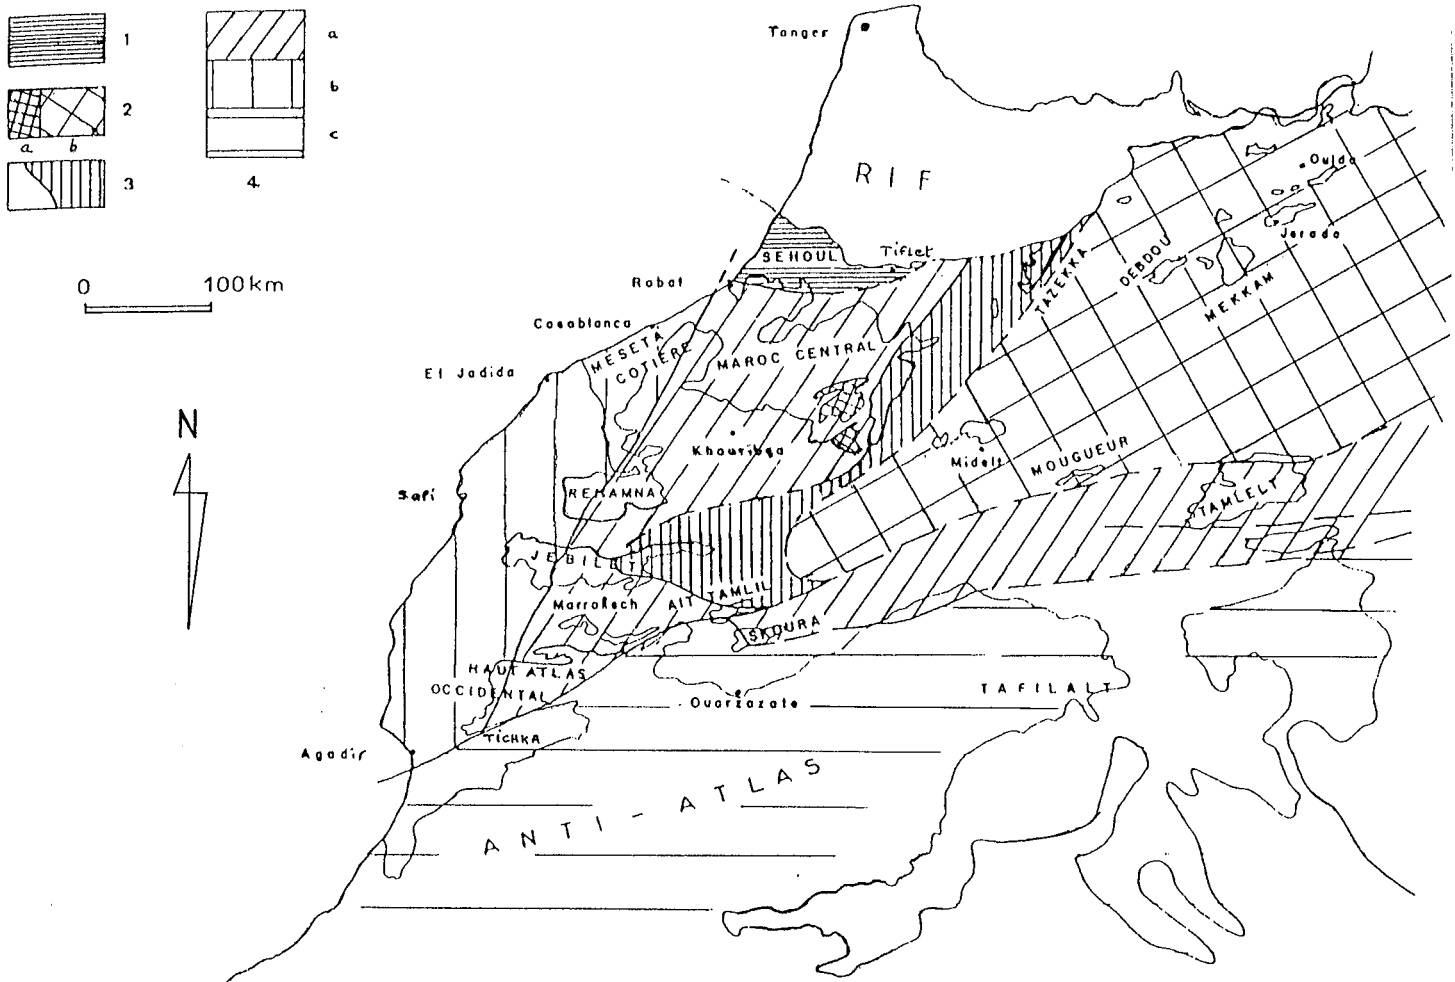 1
a
b
2
a b
c
3
4.
0 100km
N
Tanger
RIF
SEHOUL
Tiflet
Rabat
Casablanca
MÉSETA
COTIÈRE
MAROC CENTRAL
El Jadida
TAZEKKA
DEBDOU
MEKKAM
Oujda
Jerada
Khouribga
Midelt
MOUGUEUR
TAMLELT
Safi
REHAMNA
JEBILET
Marrakech
AIT TAMLIL
SKOURA
HAUT ATLAS
OCCIDENTAL
TICHKA
Ouarzazate
TAFILALT
Agadir
ANTI-ATLAS